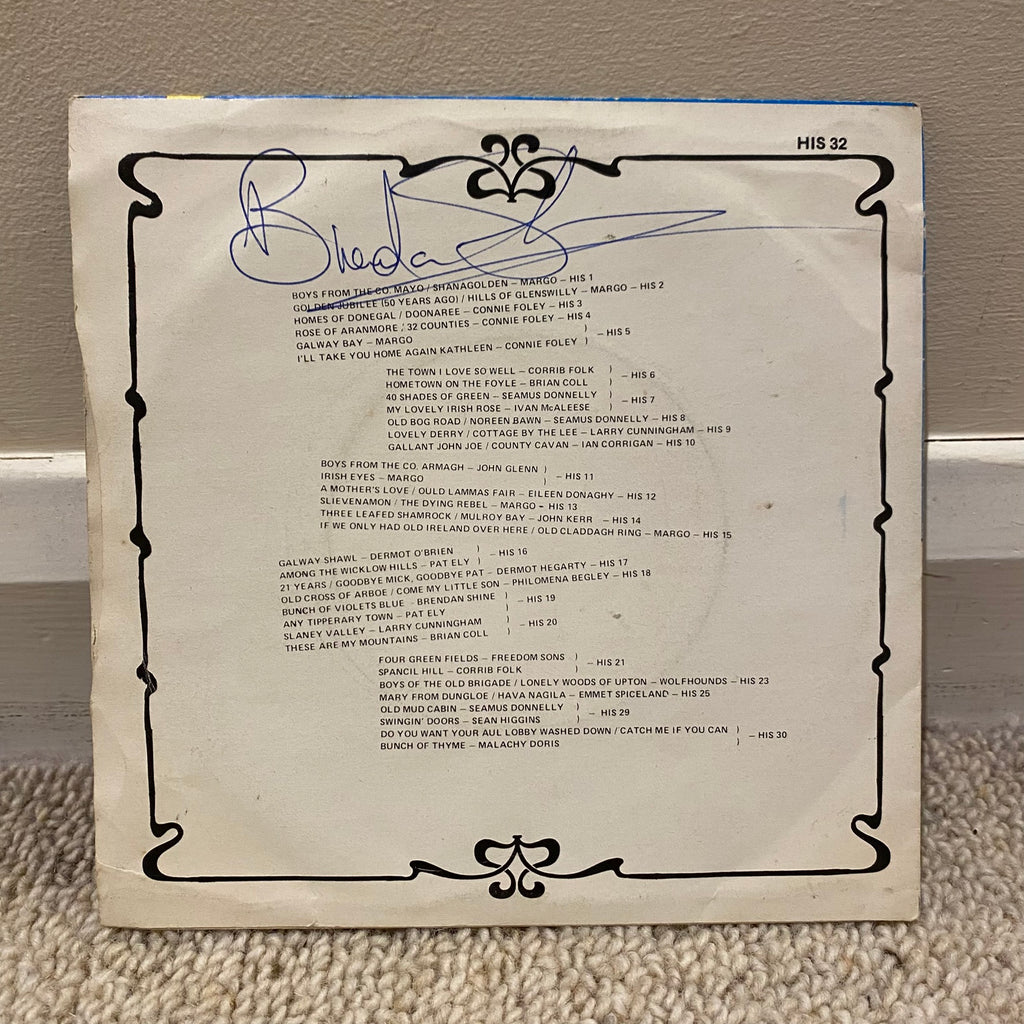 HIS 32
Brendan Sh
BOYS FROM THE CO. MAYO / SHANAGOLDEN – MARGO – HIS 1
GOLDEN JUBILEE (50 YEARS AGO) / HILLS OF GLENSWILLY – MARGO – HIS 2
HOMES OF DONEGAL / DOONAREE – CONNIE FOLEY – HIS 3
ROSE OF ARANMORE / 32 COUNTIES – CONNIE FOLEY – HIS 4
GALWAY BAY – MARGO )
I'LL TAKE YOU HOME AGAIN KATHLEEN – CONNIE FOLEY ) – HIS 5
THE TOWN I LOVE SO WELL – CORRIB FOLK )
HOMETOWN ON THE FOYLE – BRIAN COLL ) – HIS 6
40 SHADES OF GREEN – SEAMUS DONNELLY )
MY LOVELY IRISH ROSE – IVAN McALEESE ) – HIS 7
OLD BOG ROAD / NOREEN BAWN – SEAMUS DONNELLY – HIS 8
LOVELY DERRY / COTTAGE BY THE LEE – LARRY CUNNINGHAM – HIS 9
GALLANT JOHN JOE / COUNTY CAVAN – IAN CORRIGAN – HIS 10
BOYS FROM THE CO. ARMAGH – JOHN GLENN )
IRISH EYES – MARGO ) – HIS 11
A MOTHER'S LOVE / OULD LAMMAS FAIR – EILEEN DONAGHY – HIS 12
SLIEVENAMON / THE DYING REBEL – MARGO – HIS 13
THREE LEAFED SHAMROCK / MULROY BAY – JOHN KERR – HIS 14
IF WE ONLY HAD OLD IRELAND OVER HERE / OLD CLADDAGH RING – MARGO – HIS 15
GALWAY SHAWL – DERMOT O'BRIEN )
AMONG THE WICKLOW HILLS – PAT ELY ) – HIS 16
21 YEARS / GOODBYE MICK, GOODBYE PAT – DERMOT HEGARTY – HIS 17
OLD CROSS OF ARBOE / COME MY LITTLE SON – PHILOMENA BEGLEY – HIS 18
BUNCH OF VIOLETS BLUE – BRENDAN SHINE )
ANY TIPPERARY TOWN – PAT ELY ) – HIS 19
SLANEY VALLEY – LARRY CUNNINGHAM )
THESE ARE MY MOUNTAINS – BRIAN COLL ) – HIS 20
FOUR GREEN FIELDS – FREEDOM SONS )
SPANCIL HILL – CORRIB FOLK ) – HIS 21
BOYS OF THE OLD BRIGADE / LONELY WOODS OF UPTON – WOLFHOUNDS – HIS 23
MARY FROM DUNGLOE / HAVA NAGILA – EMMET SPICELAND – HIS 25
OLD MUD CABIN – SEAMUS DONNELLY )
SWINGIN' DOORS – SEAN HIGGINS ) – HIS 29
DO YOU WANT YOUR AUL LOBBY WASHED DOWN / CATCH ME IF YOU CAN )
BUNCH OF THYME – MALACHY DORIS ) – HIS 30